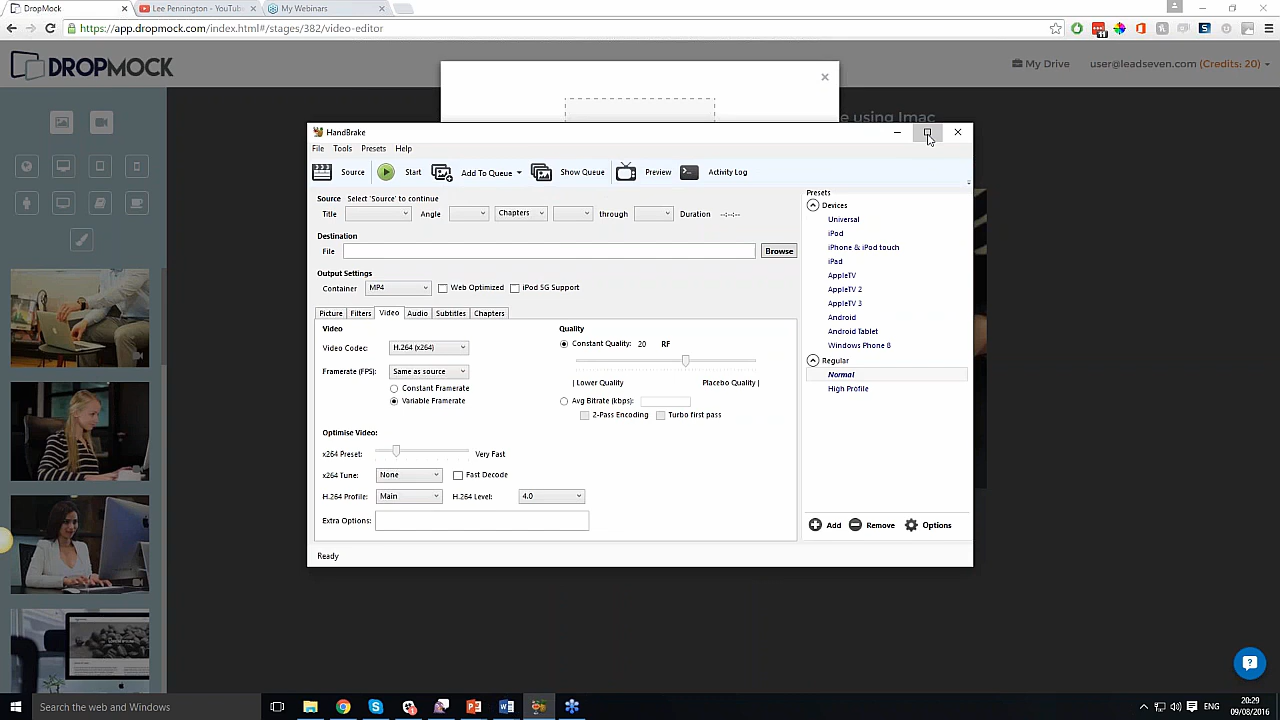 DropMock
Lee Pennington - YouTub
My Webinars
https://app.dropmock.com/index.html#/stages/382/video-editor
11
DROPMOCK
My Drive
user@leadseven.com (Credits: 20)
e using Imac
HandBrake
File Tools Presets Help
Source Start Add To Queue Show Queue Preview Activity Log
Source Select 'Source' to continue
Title Angle Chapters through Duration --:--:--
Destination
File Browse
Output Settings
Container MP4 Web Optimized iPod 5G Support
Picture Filters Video Audio Subtitles Chapters
Video
Video Codec: H.264 (x264)
Framerate (FPS): Same as source
Constant Framerate
Variable Framerate
Quality
Constant Quality: 20 RF
| Lower Quality Placebo Quality |
Avg Bitrate (kbps):
2-Pass Encoding Turbo first pass
Optimise Video:
x264 Preset: Very Fast
x264 Tune: None Fast Decode
H.264 Profile: Main H.264 Level: 4.0
Extra Options:
Ready
Presets
Devices
Universal
iPod
iPhone & iPod touch
iPad
AppleTV
AppleTV 2
AppleTV 3
Android
Android Tablet
Windows Phone 8
Regular
Normal
High Profile
Add Remove Options
Search the web and Windows
ENG
20:29
09/08/2016